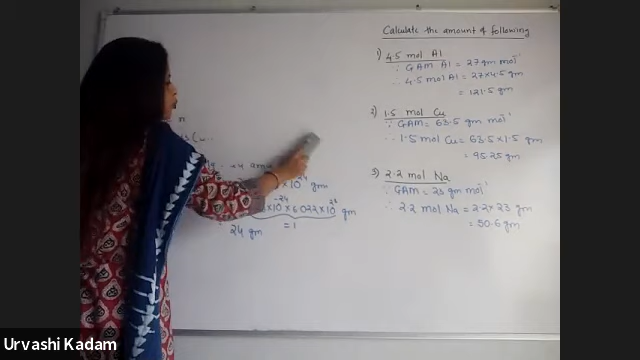 Calculate the amount of following
1) 4.5 mol Al
∵ GAM Al = 27 gm mol⁻¹
∴ 4.5 mol Al = 27×4.5 gm
= 121.5 gm
2) 1.5 mol Cu
∵ GAM = 63.5 gm mol⁻¹
∴ 1.5 mol Cu = 63.5 × 1.5 gm
= 95.25 gm
3) 2.2 mol Na
∵ GAM = 23 gm mol⁻¹
∴ 2.2 mol Na = 2.2× 23 gm
= 50.6 gm
n
× 10⁻²⁴ gm
× 10⁻²⁴ × 6.022 × 10²³ gm
24 gm = 1
Urvashi Kadam